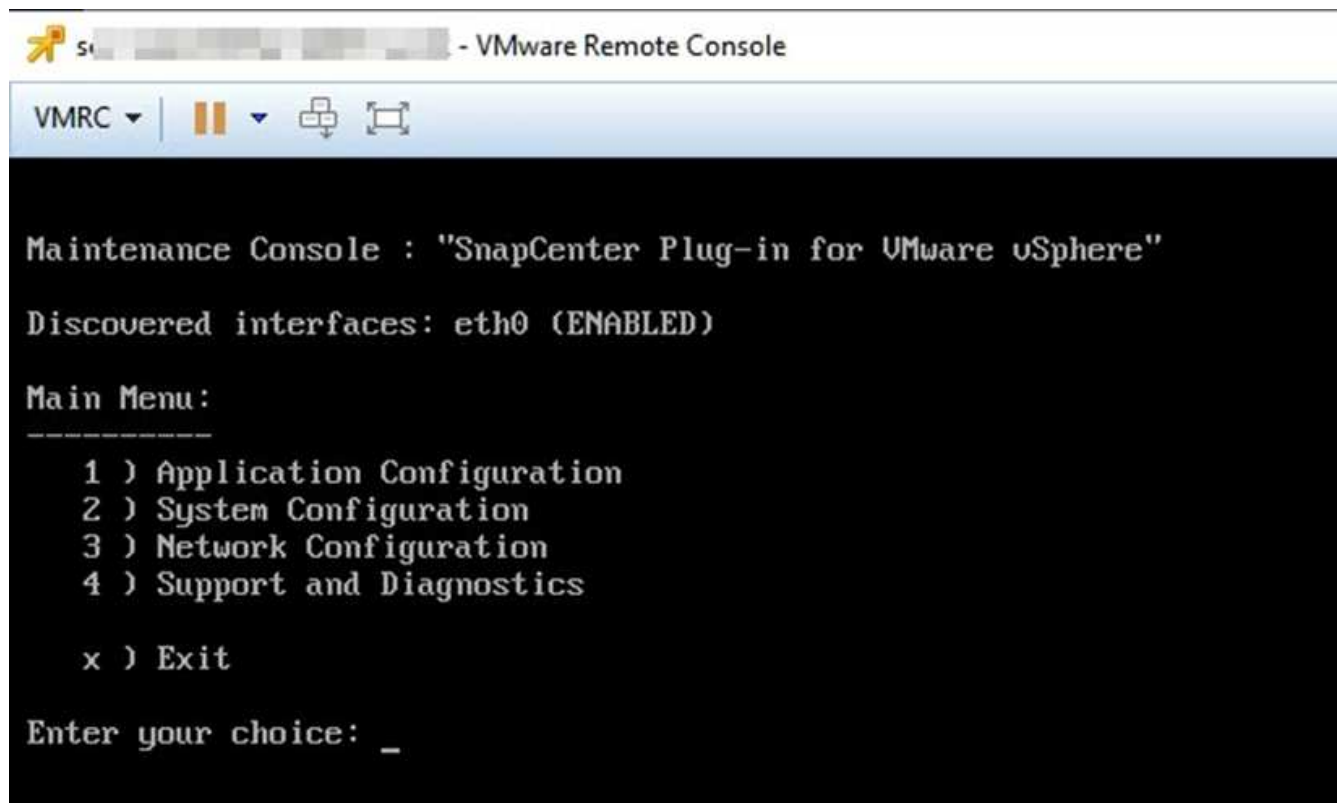 - VMware Remote Console
VMRC
Maintenance Console : "SnapCenter Plug-in for VMware vSphere"
Discovered interfaces: eth0 (ENABLED)
Main Menu:
----------
1 ) Application Configuration
2 ) System Configuration
3 ) Network Configuration
4 ) Support and Diagnostics
x ) Exit
Enter your choice: _